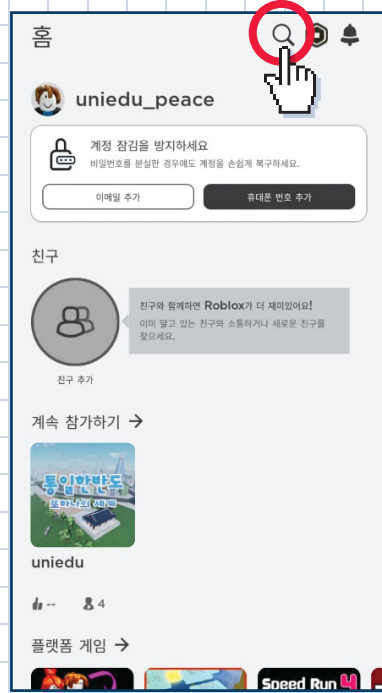 홈
uniedu_peace
계정 잠김을 방지하세요
비밀번호를 분실한 경우에도 계정을 손쉽게 복구하세요.
이메일 추가
휴대폰 번호 추가
친구
친구와 함께하면 Roblox가 더 재미있어요!
이미 알고 있는 친구와 소통하거나 새로운 친구를
찾으세요.
친구 추가
계속 참가하기 →
통일한반도
또하나의 세계
uniedu
-- 4
플랫폼 게임 →
Speed Run 4